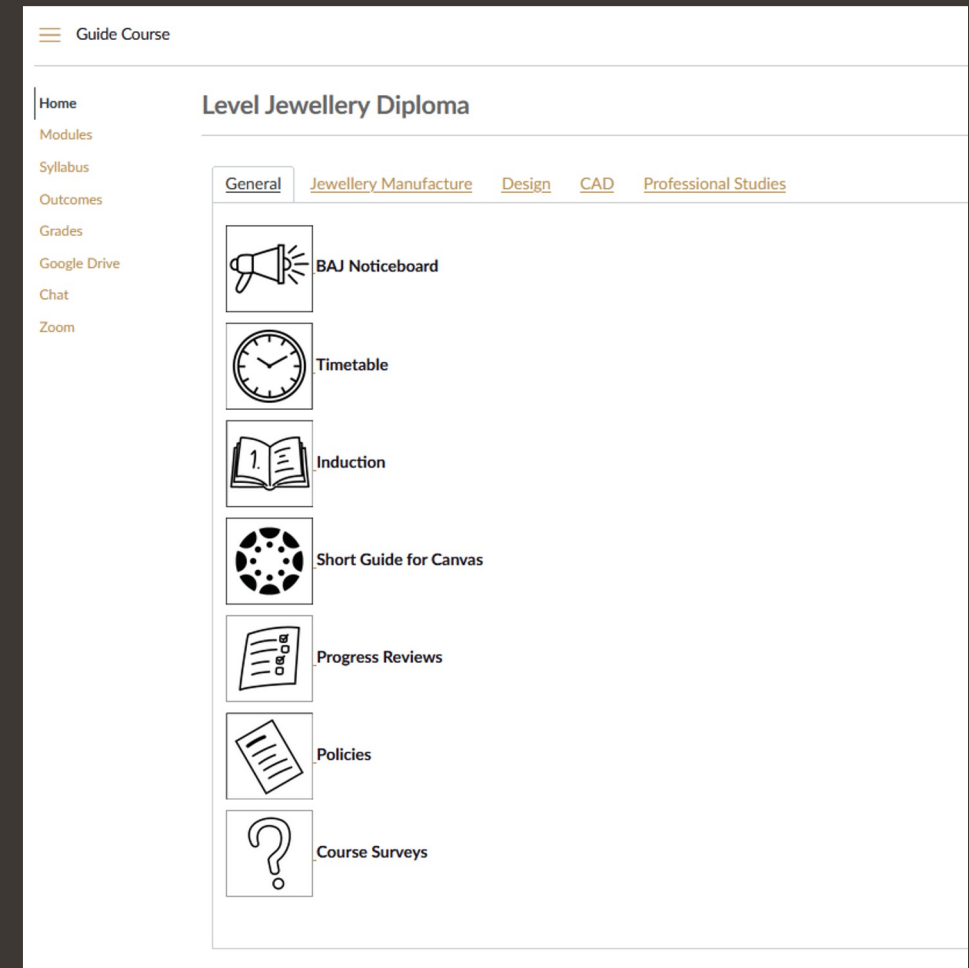 Guide Course
Home
Modules
Syllabus
Outcomes
Grades
Google Drive
Chat
Zoom
Level Jewellery Diploma
General Jewellery Manufacture Design CAD Professional Studies
BAJ Noticeboard
Timetable
1.
Induction
Short Guide for Canvas
Progress Reviews
Policies
Course Surveys